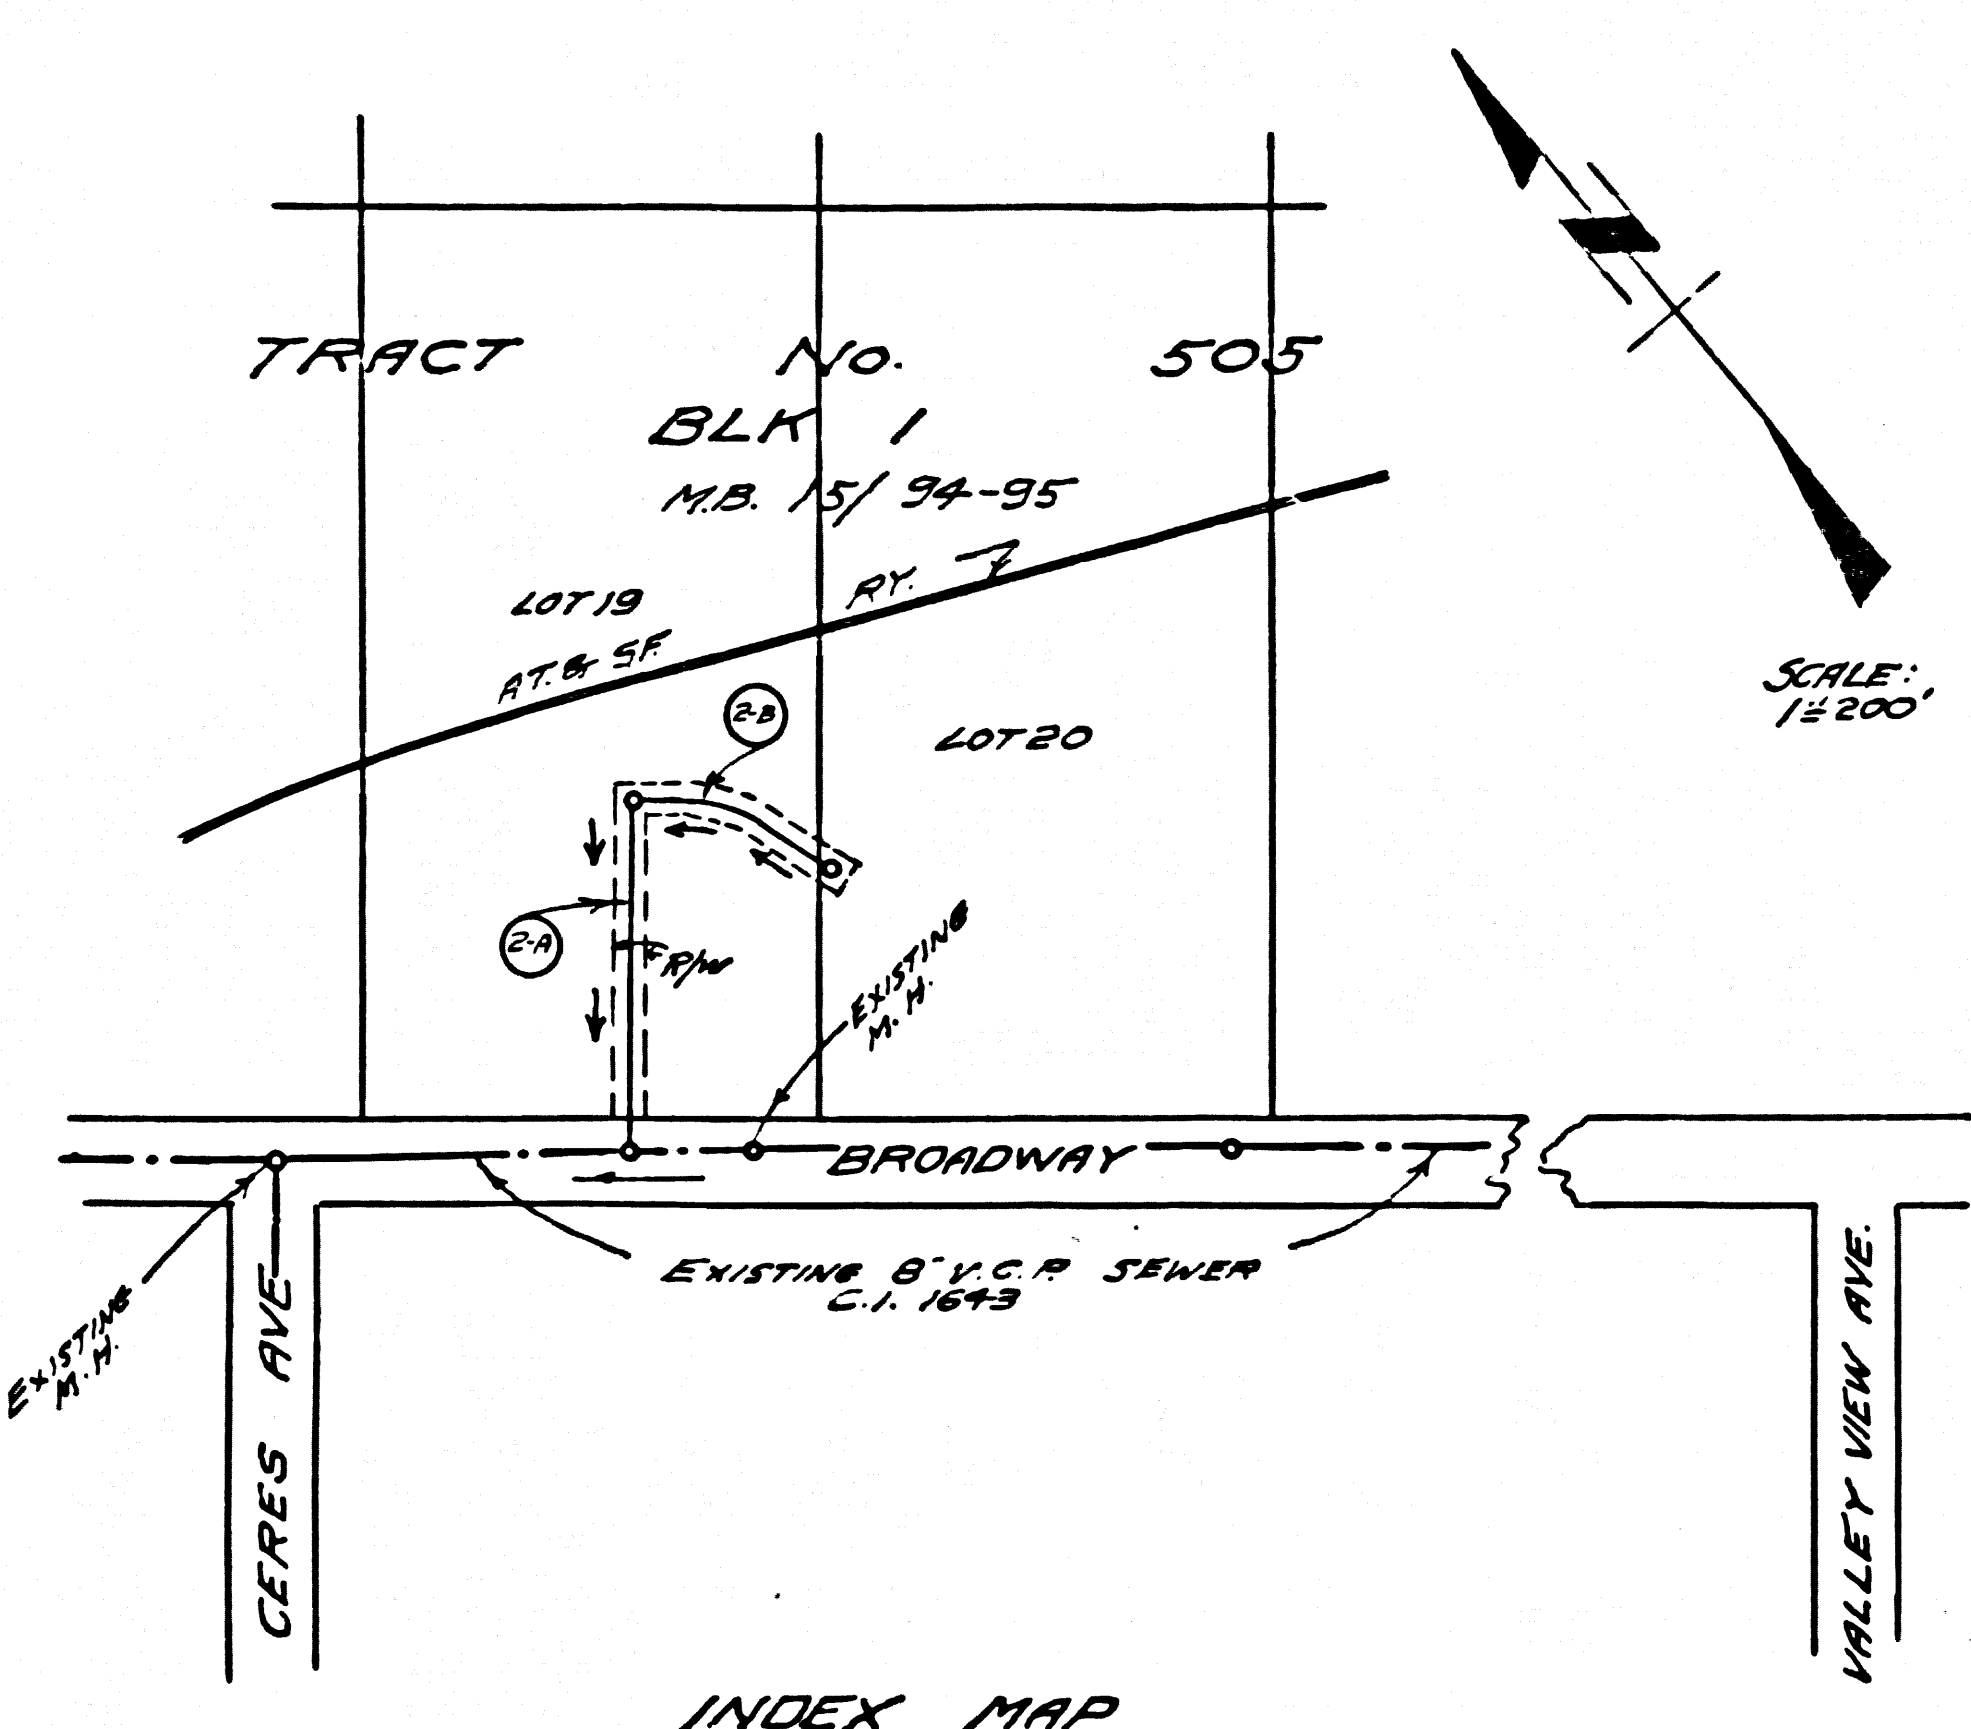 TRACT No. 505
BLK 1
M.B. 15/94-95
LOT 19
AT. & SF. RY.
SCALE:
1"=200'
2-B
LOT 20
2-A
R/W
EXISTING
M.H.
BROADWAY
EXISTING 8" V.C.P. SEWER
C.I. 1643
EXISTING
M.H.
CERES AVE
VALLEY VIEW AVE.
INDEX MAP